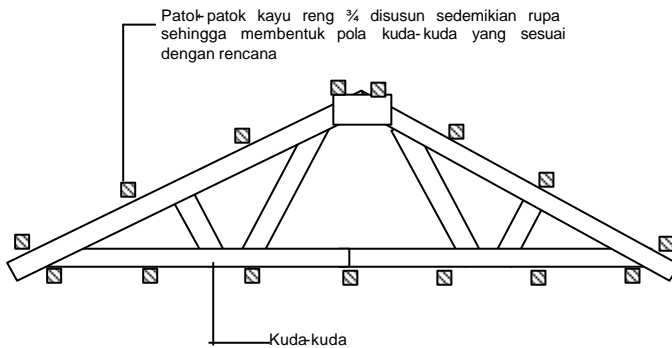 Patok-patok kayu reng ¾ disusun sedemikian rupa
sehingga membentuk pola kuda-kuda yang sesuai
dengan rencana
Kuda-kuda